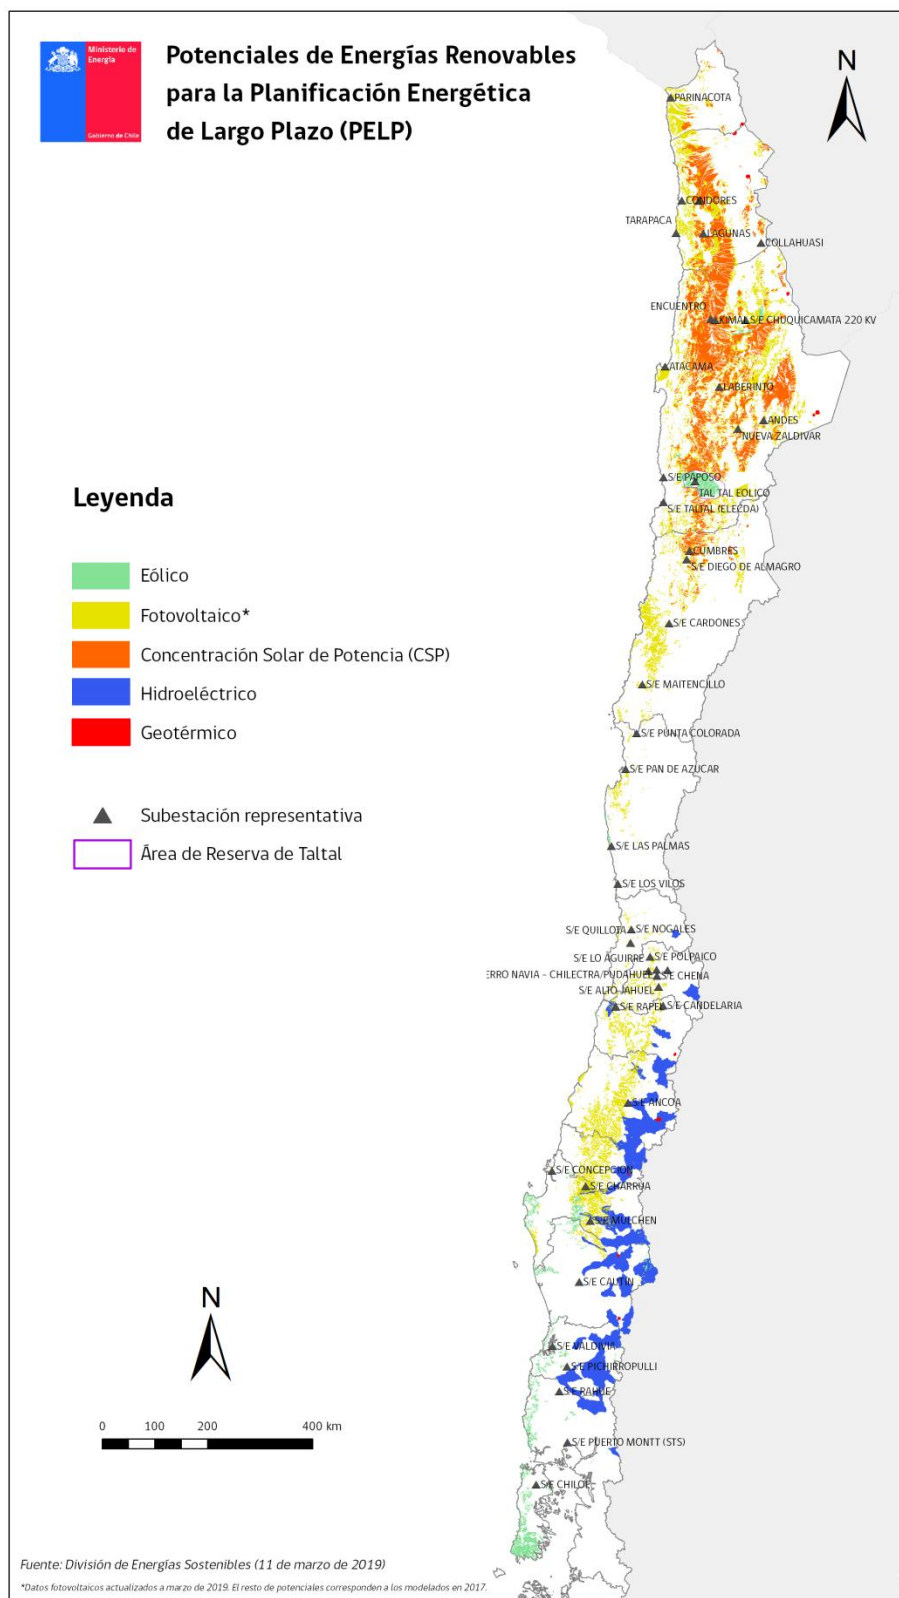 Ministerio de
Energía
Gobierno de Chile
Potenciales de Energías Renovables
para la Planificación Energética
de Largo Plazo (PELP)
N
PARINACOTA
CONDORES
TARAPACA
LAGUNAS
COLLAHUASI
ENCUENTRO
KIMAL
S/E CHUQUICAMATA 220 KV
ATACAMA
LABERINTO
ANDES
NUEVA ZALDIVAR
S/E PAPOSO
TAL TAL EOLICO
S/E TALTAL (ELECDA)
CUMBRES
S/E DIEGO DE ALMAGRO
S/E CARDONES
S/E MAITENCILLO
S/E PUNTA COLORADA
S/E PAN DE AZUCAR
S/E LAS PALMAS
S/E LOS VILOS
S/E QUILLOTA
S/E NOGALES
S/E LO AGUIRRE
S/E POLPAICO
ERRO NAVIA - CHILECTRA/PUDAHUEL
S/E CHENA
S/E ALTO JAHUEL
S/E RAPEL
S/E CANDELARIA
S/E ANCOA
S/E CONCEPCION
S/E CHARRUA
S/E MULCHEN
S/E CAUTIN
S/E VALDIVIA
S/E PICHIRROPULLI
S/E RAHUE
S/E PUERTO MONTT (STS)
S/E CHILOE
Leyenda
Eólico
Fotovoltaico*
Concentración Solar de Potencia (CSP)
Hidroeléctrico
Geotérmico
Subestación representativa
Área de Reserva de Taltal
N
0 100 200 400 km
Fuente: División de Energías Sostenibles (11 de marzo de 2019)
*Datos fotovoltaicos actualizados a marzo de 2019. El resto de potenciales corresponden a los modelados en 2017.